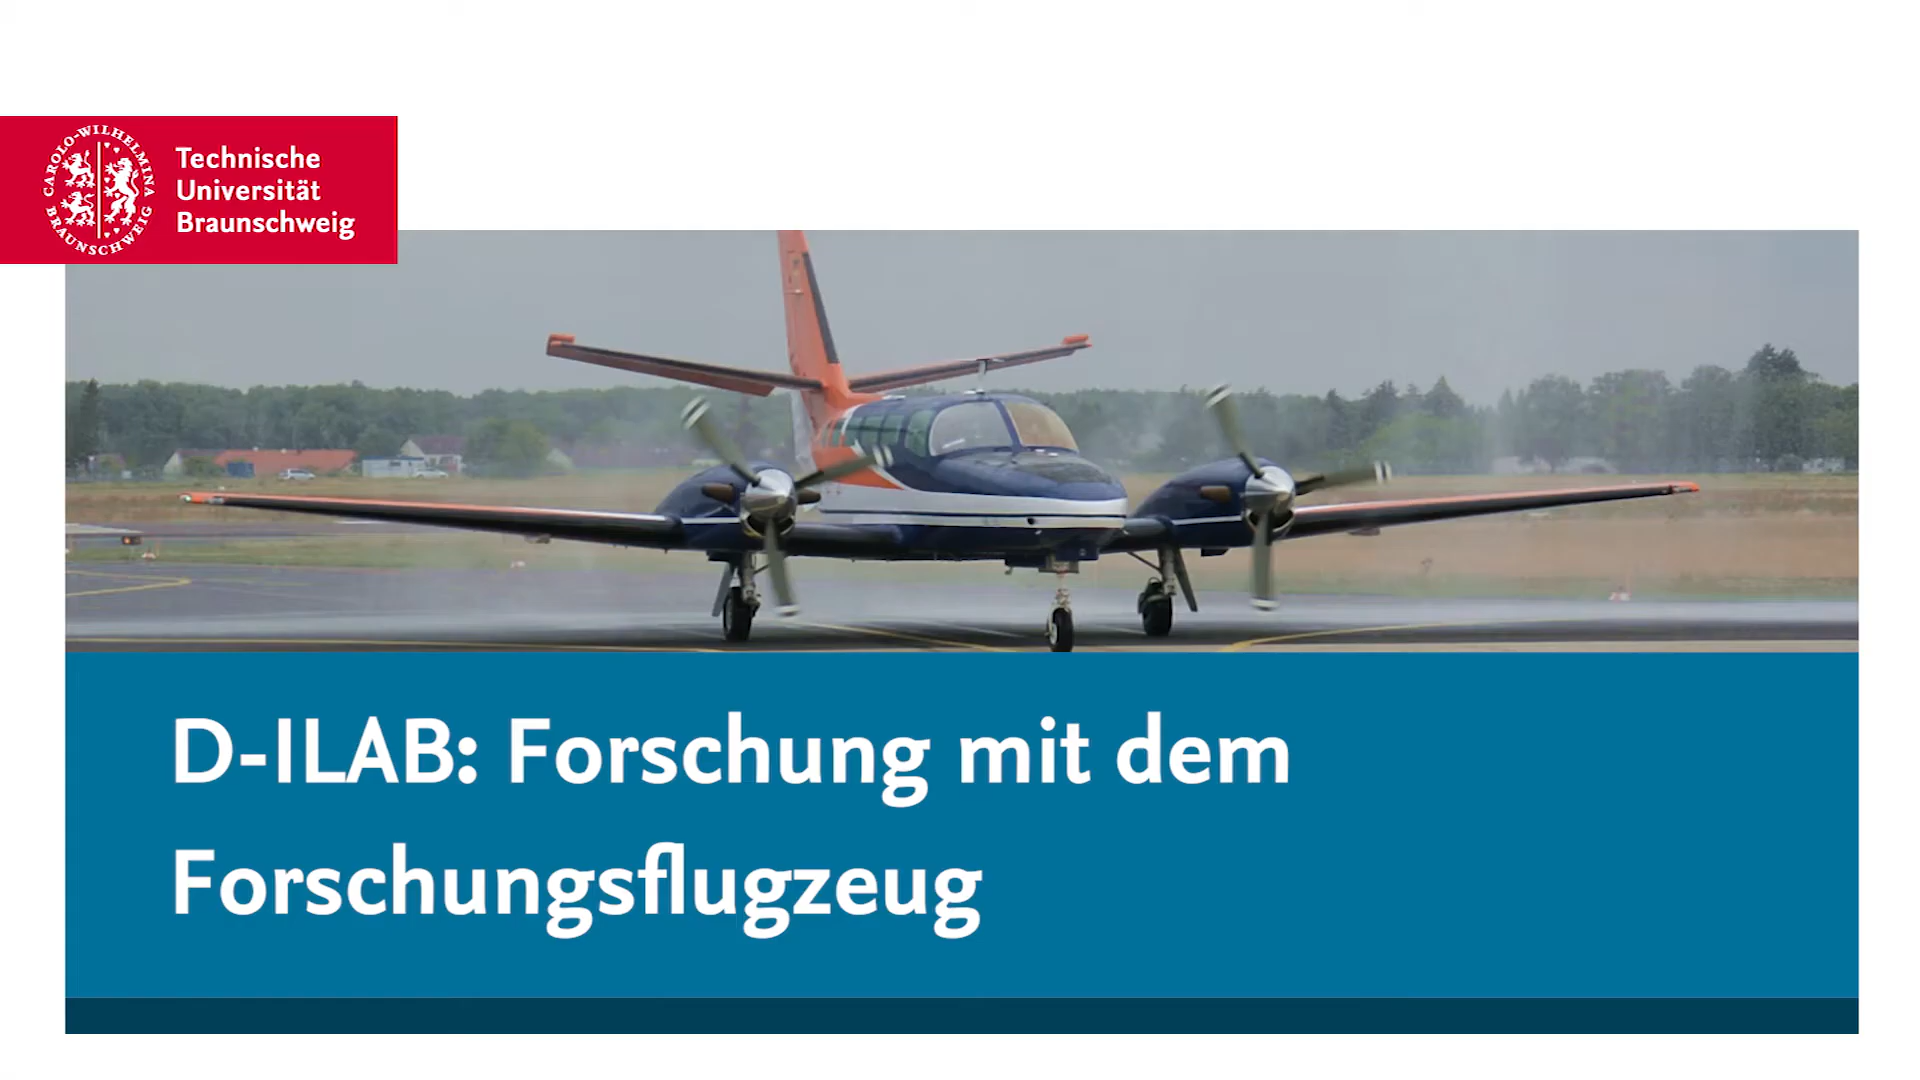 CAROLO-WILHELMINA
BRAUNSCHWEIG
Technische
Universität
Braunschweig
D-ILAB: Forschung mit dem
Forschungsflugzeug